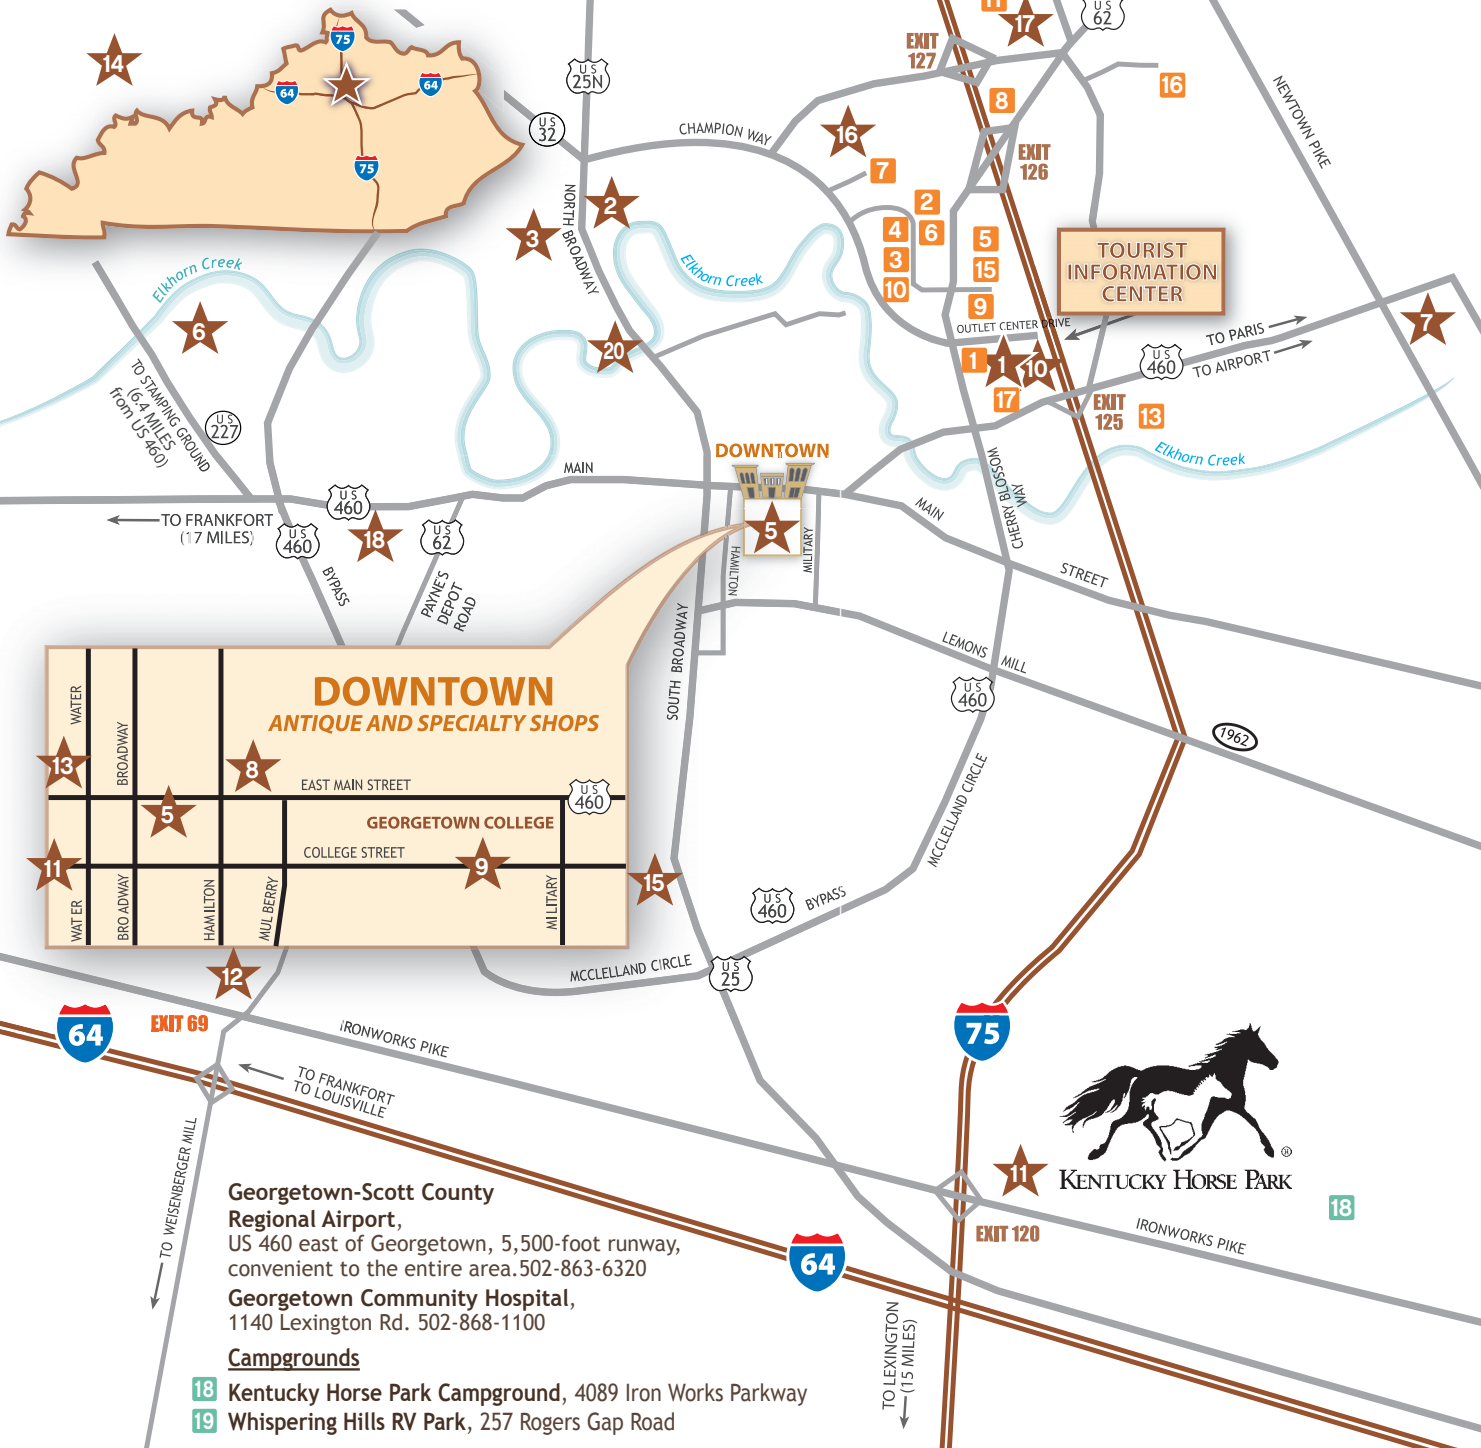 14
75
64
64
75
US
25N
US
32
CHAMPION WAY
16
7
EXIT
127
11
17
US
62
8
16
EXIT
126
NEWTOWN PIKE
NORTH BROADWAY
2
3
Elkhorn Creek
Elkhorn Creek
6
20
2
4
6
3
10
5
15
9
TOURIST
INFORMATION
CENTER
OUTLET CENTER DRIVE
1
1
10
17
TO PARIS
US
460
TO AIRPORT
7
EXIT
125
13
Elkhorn Creek
TO STAMPING GROUND
(6.4 MILES
from US 460)
US
227
MAIN
DOWNTOWN
5
HAMILTON
MILITARY
MAIN
STREET
CHERRY BLOSSOM
WAY
US
460
TO FRANKFORT
(17 MILES)
US
460
18
US
62
BYPASS
PAYNE'S
DEPOT
ROAD
SOUTH BROADWAY
LEMONS MILL
US
460
1962
DOWNTOWN
ANTIQUE AND SPECIALTY SHOPS
WATER
BROADWAY
13
8
EAST MAIN STREET
US
460
5
GEORGETOWN COLLEGE
COLLEGE STREET
11
9
WATER
BROADWAY
HAMILTON
MULBERRY
MILITARY
15
MCCLELLAND CIRCLE
US
460
BYPASS
MCCLELLAND CIRCLE
US
25
12
64
EXIT 69
IRONWORKS PIKE
TO FRANKFORT
TO LOUISVILLE
75
TO WEISENBERGER MILL
11
KENTUCKY HORSE PARK
®
18
EXIT 120
IRONWORKS PIKE
64
TO LEXINGTON
(15 MILES)
Georgetown-Scott County
Regional Airport,
US 460 east of Georgetown, 5,500-foot runway,
convenient to the entire area.502-863-6320
Georgetown Community Hospital,
1140 Lexington Rd. 502-868-1100
Campgrounds
18 Kentucky Horse Park Campground, 4089 Iron Works Parkway
19 Whispering Hills RV Park, 257 Rogers Gap Road